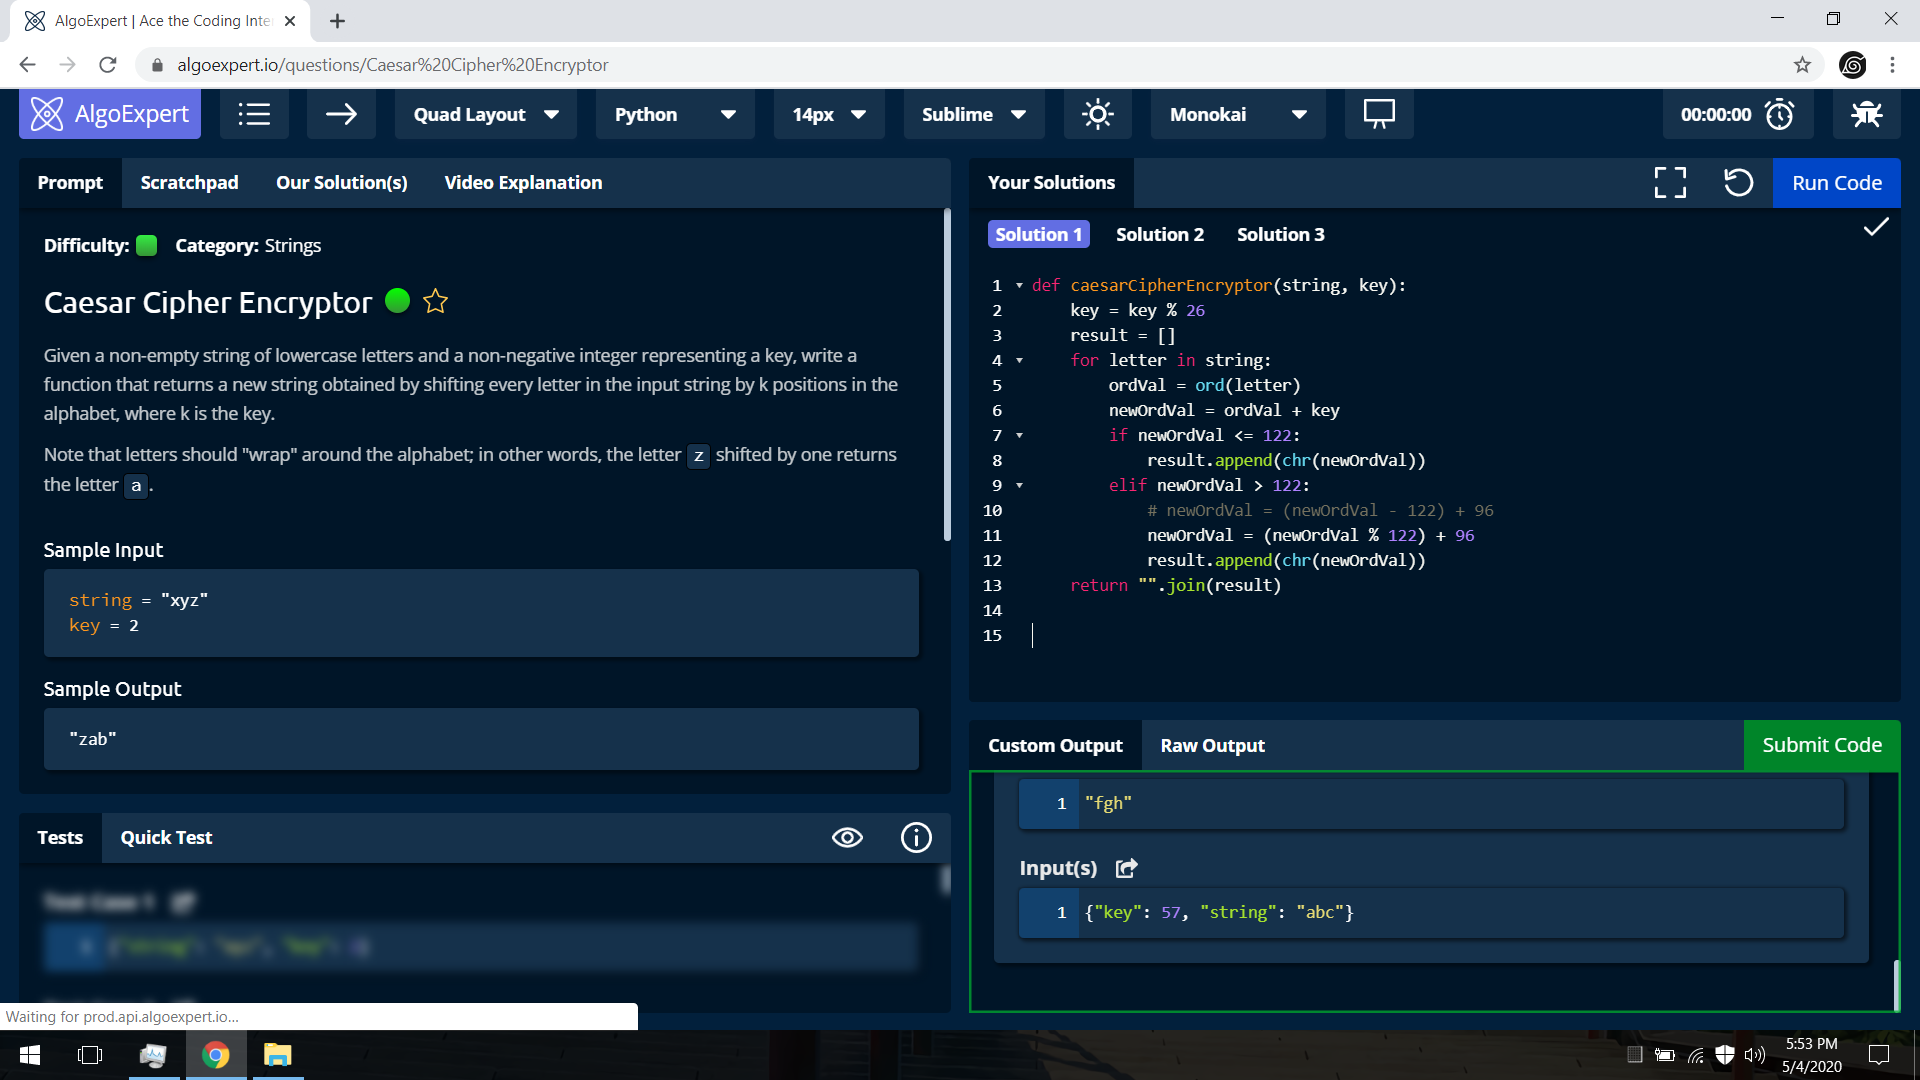 AlgoExpert | Ace the Coding Inte
algoexpert.io/questions/Caesar%20Cipher%20Encryptor
AlgoExpert
Quad Layout
Python
14px
Sublime
Monokai
00:00:00
Prompt
Scratchpad
Our Solution(s)
Video Explanation
Difficulty:
Category: Strings
Caesar Cipher Encryptor
Given a non-empty string of lowercase letters and a non-negative integer representing a key, write a
function that returns a new string obtained by shifting every letter in the input string by k positions in the
alphabet, where k is the key.
Note that letters should "wrap" around the alphabet; in other words, the letter z shifted by one returns
the letter a .
Sample Input
string = "xyz"
key = 2
Sample Output
"zab"
Tests
Quick Test
Test Case 1
Waiting for prod.api.algoexpert.io...
Your Solutions
Run Code
Solution 1
Solution 2
Solution 3
1 def caesarCipherEncryptor(string, key):
2 key = key % 26
3 result = []
4 for letter in string:
5 ordVal = ord(letter)
6 newOrdVal = ordVal + key
7 if newOrdVal <= 122:
8 result.append(chr(newOrdVal))
9 elif newOrdVal > 122:
10 # newOrdVal = (newOrdVal - 122) + 96
11 newOrdVal = (newOrdVal % 122) + 96
12 result.append(chr(newOrdVal))
13 return "".join(result)
14
15
Custom Output
Raw Output
Submit Code
1 "fgh"
Input(s)
1 {"key": 57, "string": "abc"}
5:53 PM
5/4/2020